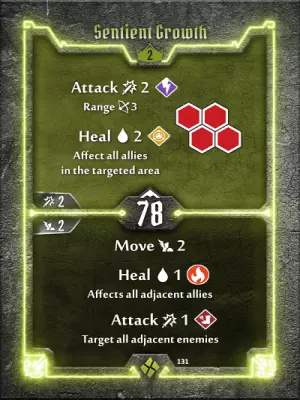 Sentient Growth
2
Attack 2
Range 3
Heal 2
Affect all allies
in the targeted area
2
78
2
Move 2
Heal 1
Affects all adjacent allies
Attack 1
Target all adjacent enemies
131